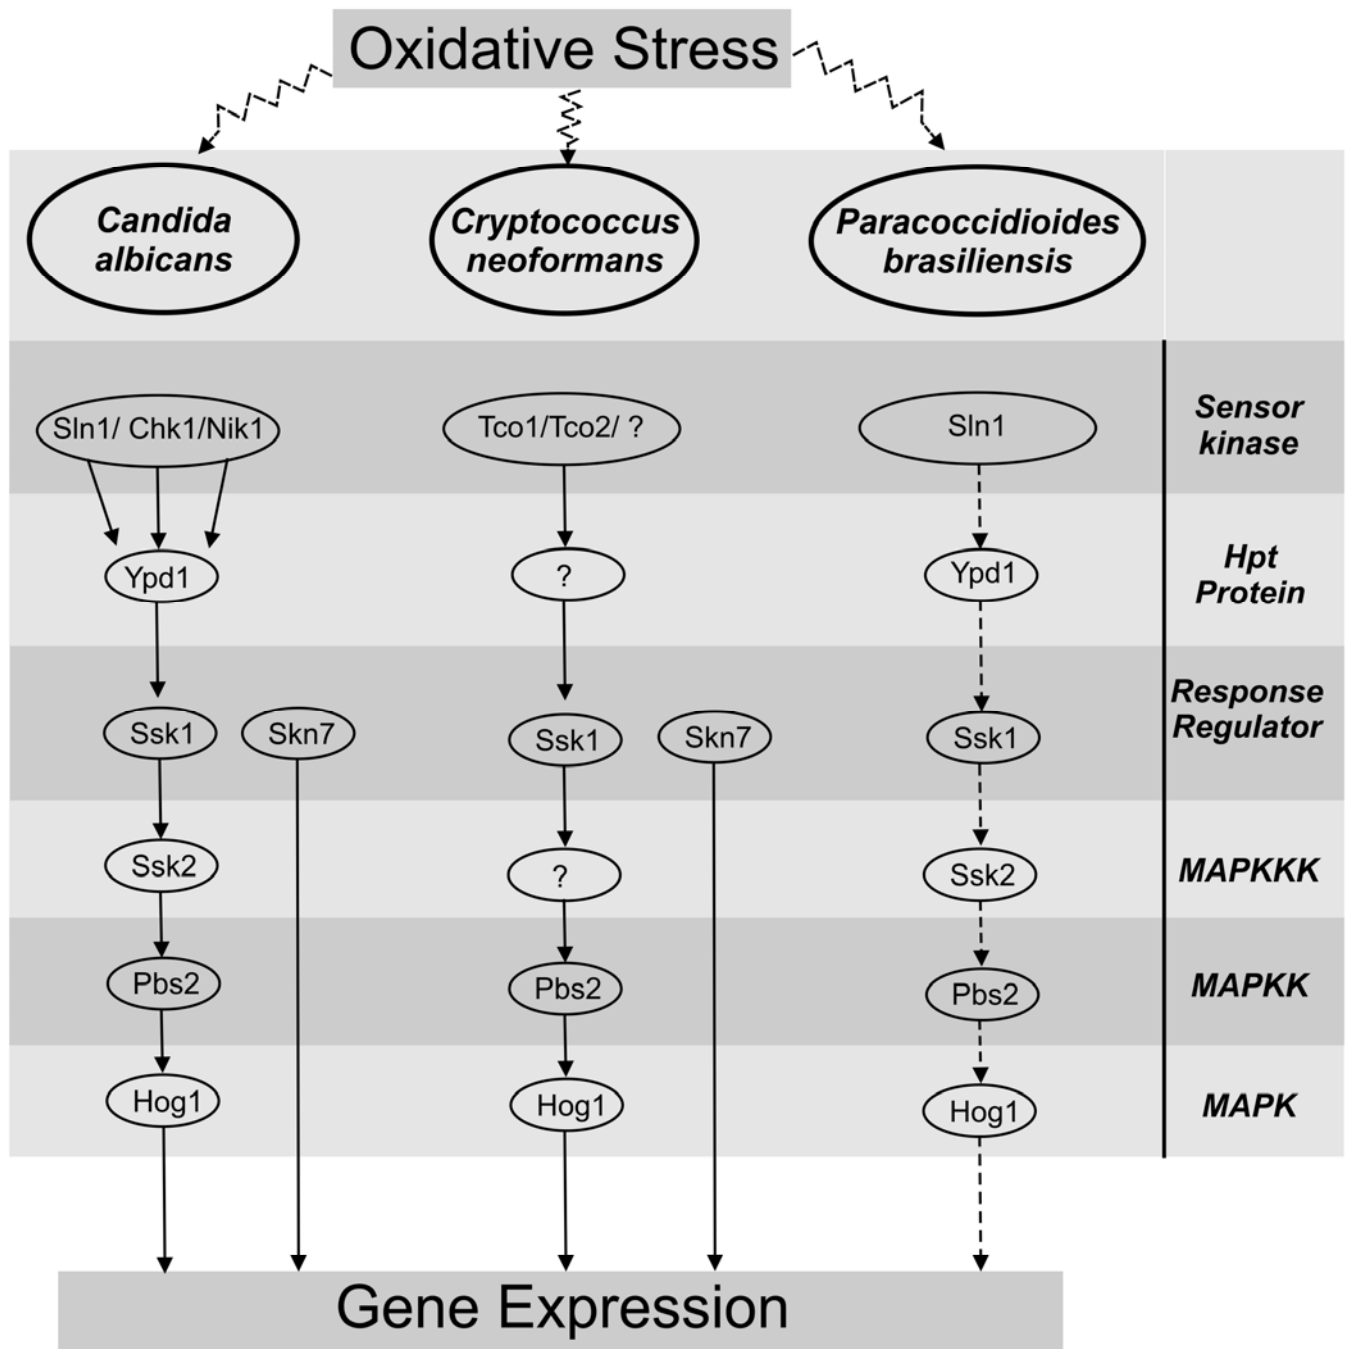 Oxidative Stress
Candida
albicans
Cryptococcus
neoformans
Paracoccidioides
brasiliensis
Sln1/ Chk1/Nik1
Tco1/Tco2/ ?
Sln1
Sensor
kinase
Ypd1
?
Ypd1
Hpt
Protein
Ssk1
Skn7
Ssk1
Skn7
Ssk1
Response
Regulator
Ssk2
?
Ssk2
MAPKKK
Pbs2
Pbs2
Pbs2
MAPKK
Hog1
Hog1
Hog1
MAPK
Gene Expression